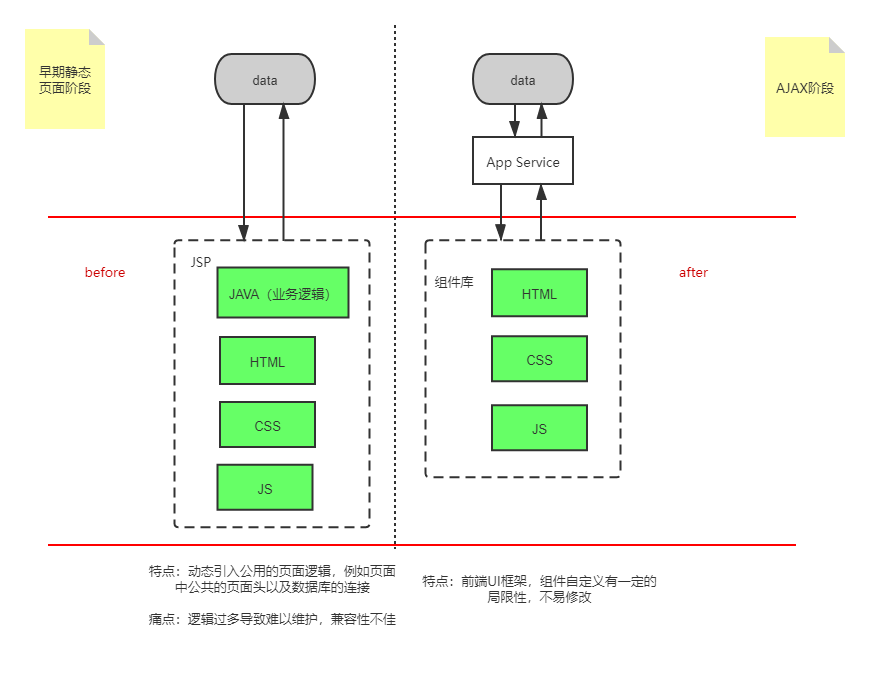 早期静态
页面阶段
data
data
AJAX阶段
App Service
before
JSP
JAVA（业务逻辑）
HTML
CSS
JS
组件库
HTML
CSS
JS
after
特点：动态引入公用的页面逻辑，例如页面
中公共的页面头以及数据库的连接
痛点：逻辑过多导致难以维护，兼容性不佳
特点：前端UI框架，组件自定义有一定的
局限性，不易修改